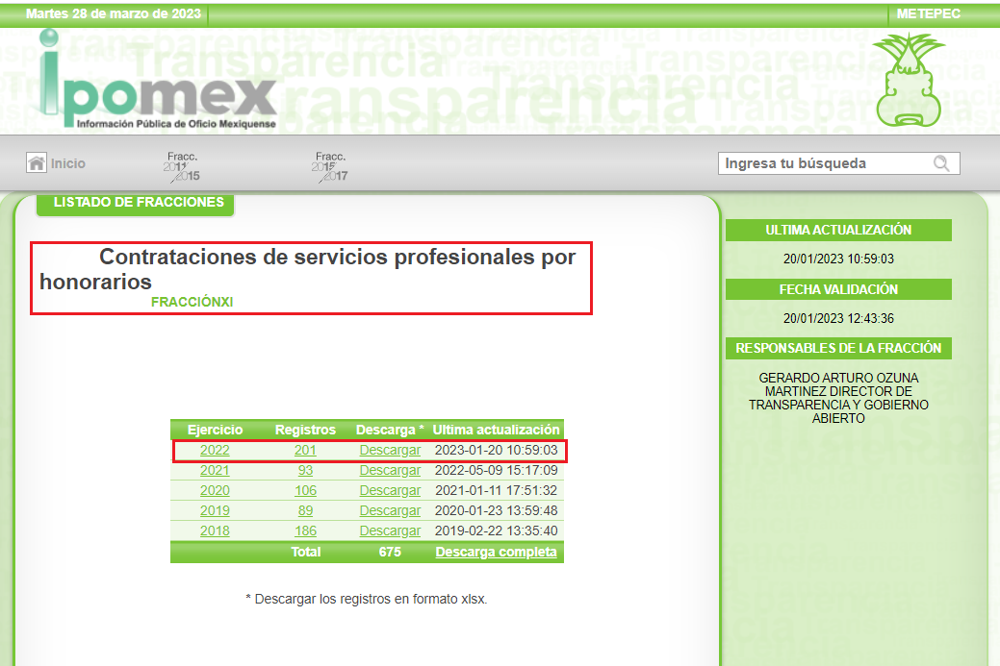 Martes 28 de marzo de 2023
METEPEC
ipomex
Información Pública de Oficio Mexiquense
Transparencia
Inicio
Fracc.
2011
/2015
Fracc.
2015
/2017
Ingresa tu búsqueda
LISTADO DE FRACCIONES
Contrataciones de servicios profesionales por
honorarios
FRACCIÓNXI
Ejercicio Registros Descarga * Ultima actualización
2022 201 Descargar 2023-01-20 10:59:03
2021 93 Descargar 2022-05-09 15:17:09
2020 106 Descargar 2021-01-11 17:51:32
2019 89 Descargar 2020-01-23 13:59:48
2018 186 Descargar 2019-02-22 13:35:40
Total 675 Descarga completa
* Descargar los registros en formato xlsx.
ULTIMA ACTUALIZACIÓN
20/01/2023 10:59:03
FECHA VALIDACIÓN
20/01/2023 12:43:36
RESPONSABLES DE LA FRACCIÓN
GERARDO ARTURO OZUNA
MARTINEZ DIRECTOR DE
TRANSPARENCIA Y GOBIERNO
ABIERTO